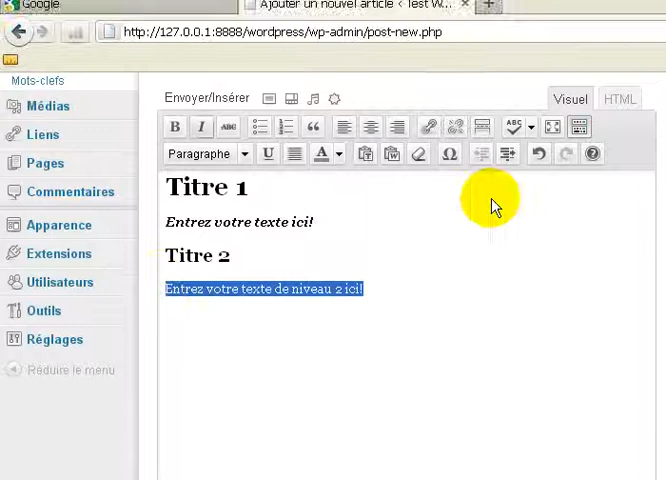 Google
Ajouter un nouvel article ‹ Test W...
http://127.0.0.1:8888/wordpress/wp-admin/post-new.php
Mots-clefs
Médias
Liens
Pages
Commentaires
Apparence
Extensions
Utilisateurs
Outils
Réglages
Réduire le menu
Envoyer/Insérer
Visuel
HTML
B I ABC ABC
Paragraphe U A Ω
Titre 1
Entrez votre texte ici!
Titre 2
Entrez votre texte de niveau 2 ici!